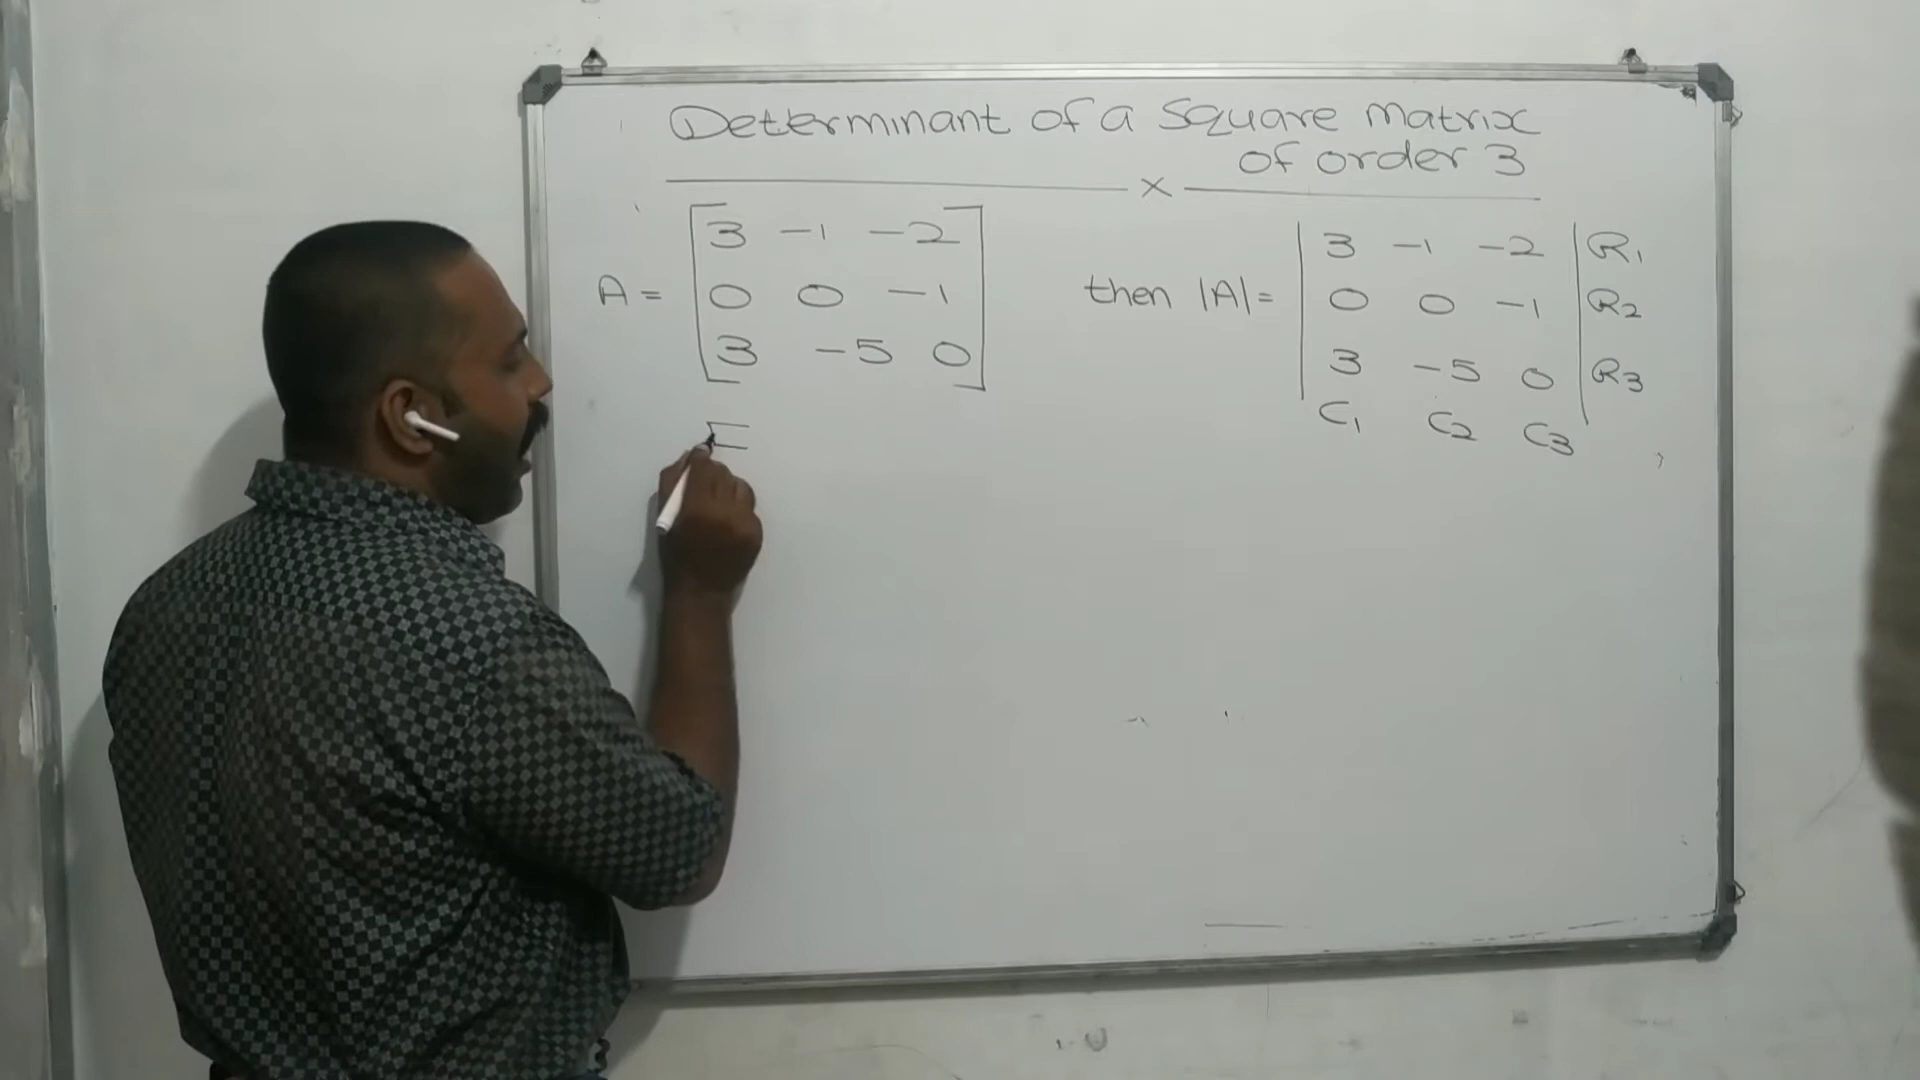 Determinant of a square matrix
of order 3
x
3 -1 -2
A = 0 0 -1
3 -5 0
3 -1 -2 R1
then |A| = 0 0 -1 R2
3 -5 0 R3
C1 C2 C3